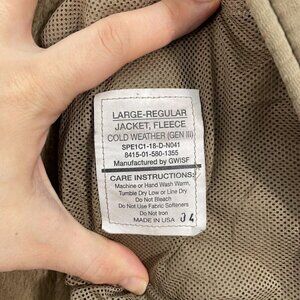 LARGE-REGULAR
JACKET, FLEECE
COLD WEATHER (GEN III)
SPE1C1-18-D-N041
8415-01-580-1355
Manufactured by GWISF
CARE INSTRUCTIONS:
Machine or Hand Wash Warm,
Tumble Dry Low or Line Dry
Do Not Bleach
Do Not Use Fabric Softeners
Do Not Iron
MADE IN USA 04